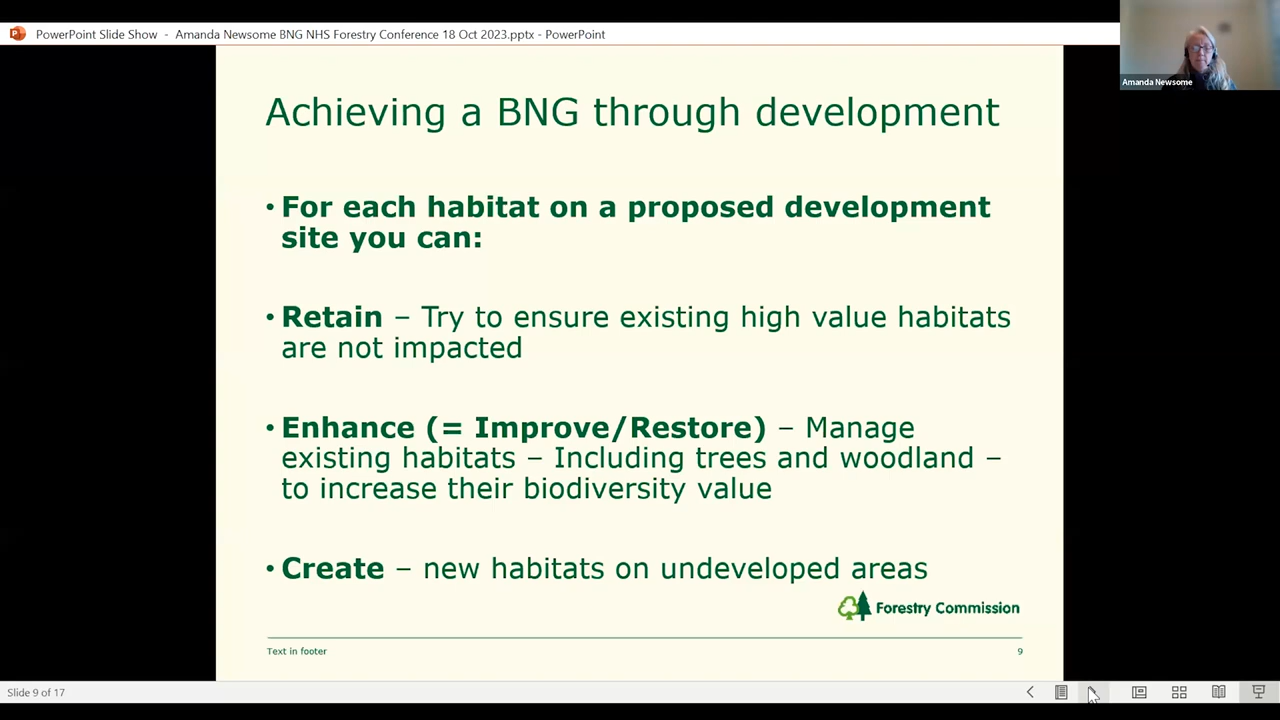 PowerPoint Slide Show - Amanda Newsome BNG NHS Forestry Conference 18 Oct 2023.pptx - PowerPoint
Amanda Newsome
Achieving a BNG through development
• For each habitat on a proposed development
site you can:
• Retain – Try to ensure existing high value habitats
are not impacted
• Enhance (= Improve/Restore) – Manage
existing habitats – Including trees and woodland –
to increase their biodiversity value
• Create – new habitats on undeveloped areas
Forestry Commission
Text in footer
9
Slide 9 of 17